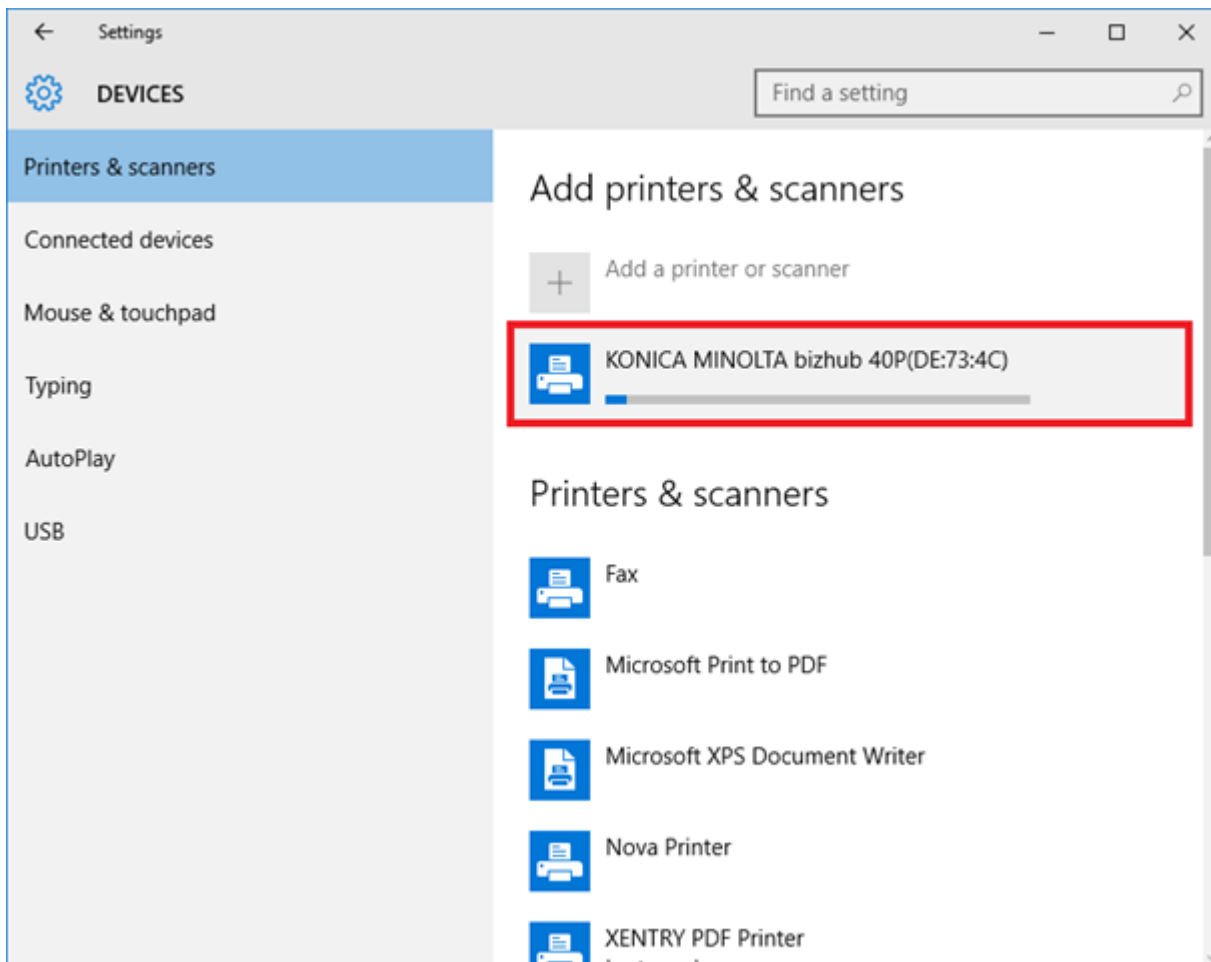 Settings
DEVICES
Find a setting
Printers & scanners
Connected devices
Mouse & touchpad
Typing
AutoPlay
USB
Add printers & scanners
Add a printer or scanner
KONICA MINOLTA bizhub 40P(DE:73:4C)
Printers & scanners
Fax
Microsoft Print to PDF
Microsoft XPS Document Writer
Nova Printer
XENTRY PDF Printer